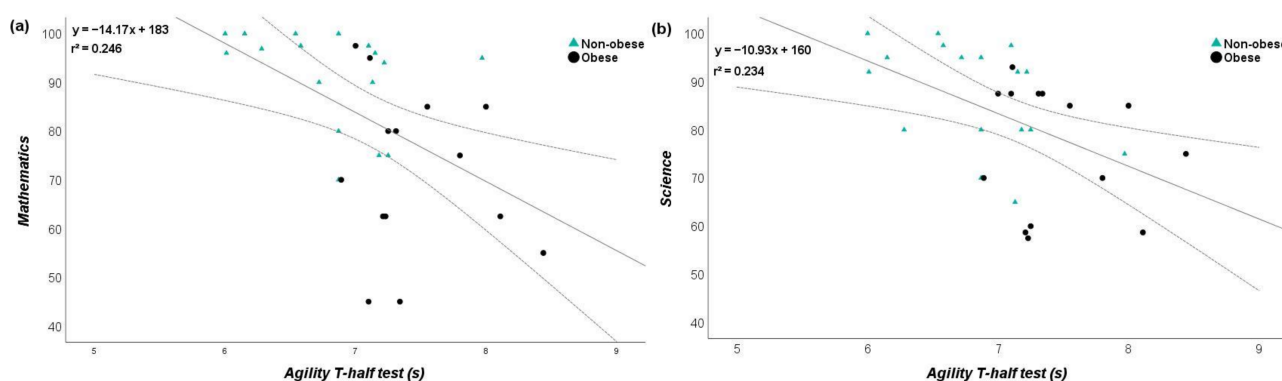 (a)
y = −14.17x + 183
r² = 0.246
Non-obese
Obese
100
90
80
70
60
50
40
Mathematics
5 6 7 8 9
Agility T-half test (s)
(b)
y = −10.93x + 160
r² = 0.234
Non-obese
Obese
100
90
80
70
60
50
40
Science
5 6 7 8 9
Agility T-half test (s)